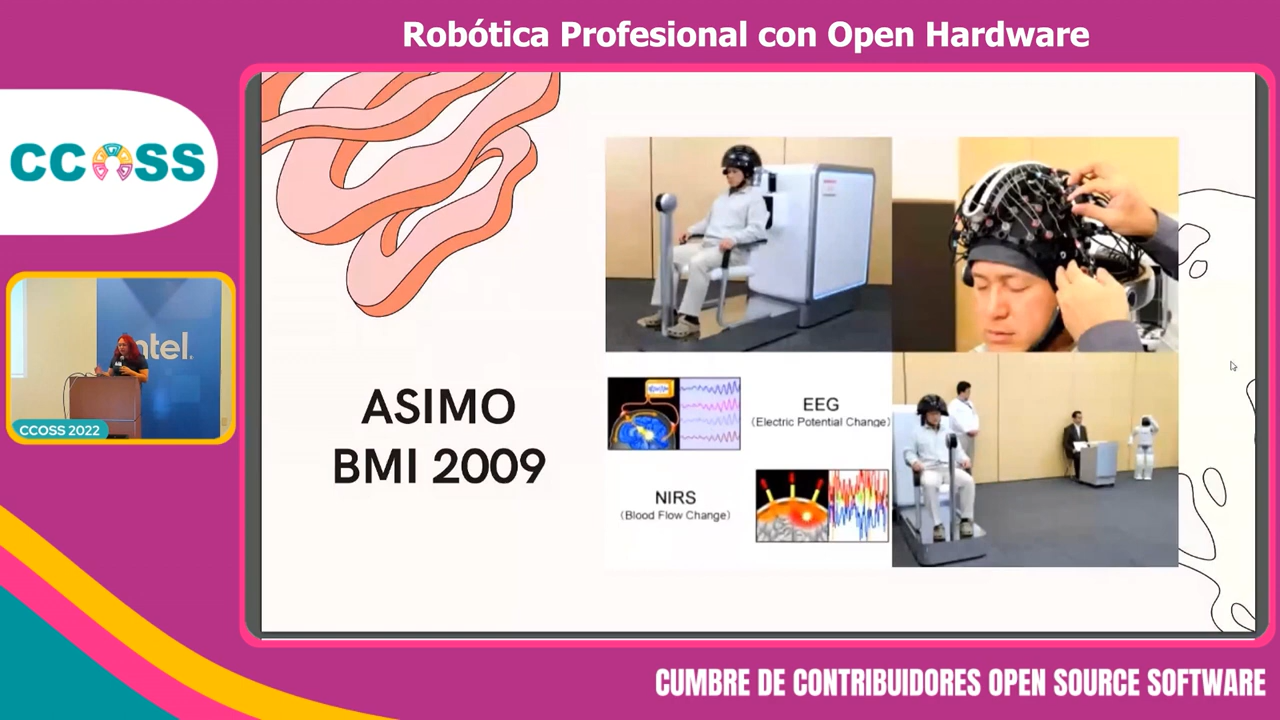 Robótica Profesional con Open Hardware
CCOSS
intel.
CCOSS 2022
ASIMO
BMI 2009
EEG
(Electric Potential Change)
NIRS
(Blood Flow Change)
CUMBRE DE CONTRIBUIDORES OPEN SOURCE SOFTWARE